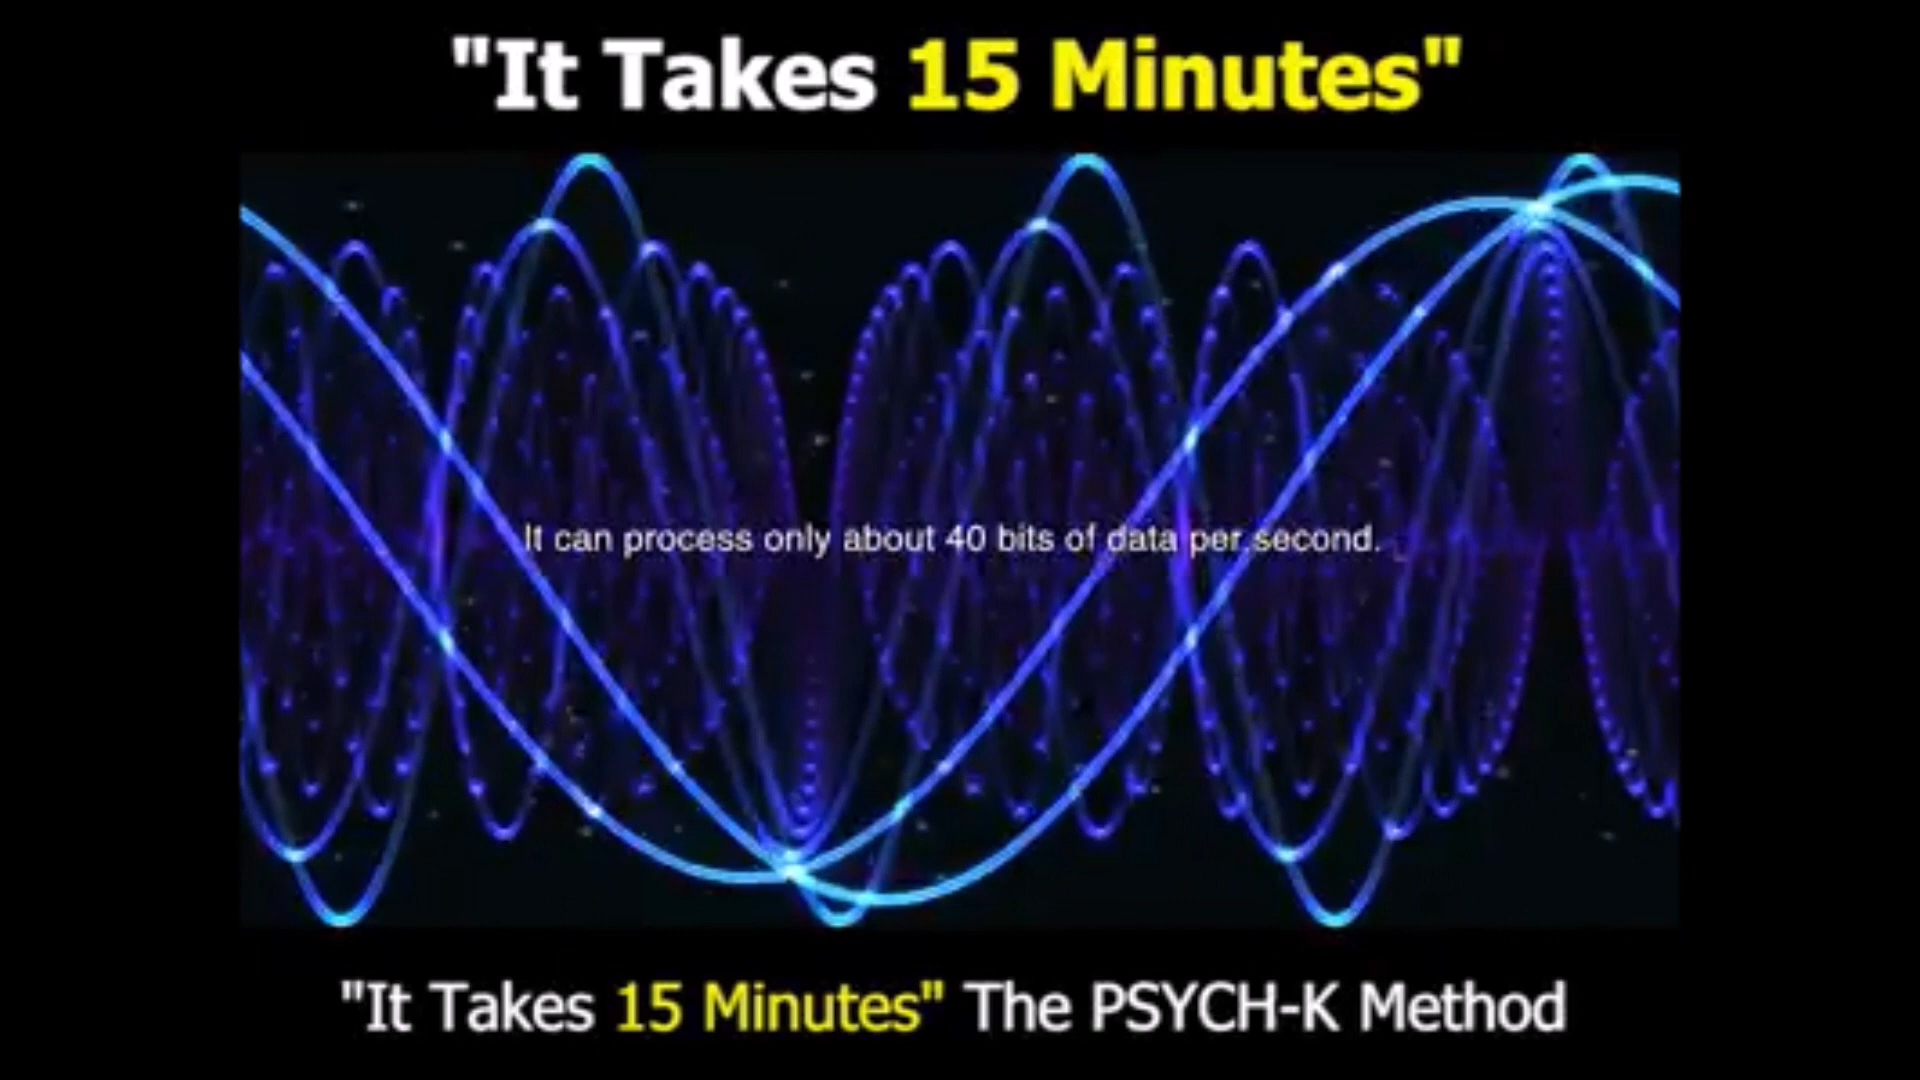 "It Takes 15 Minutes"
It can process only about 40 bits of data per second.
"It Takes 15 Minutes" The PSYCH-K Method